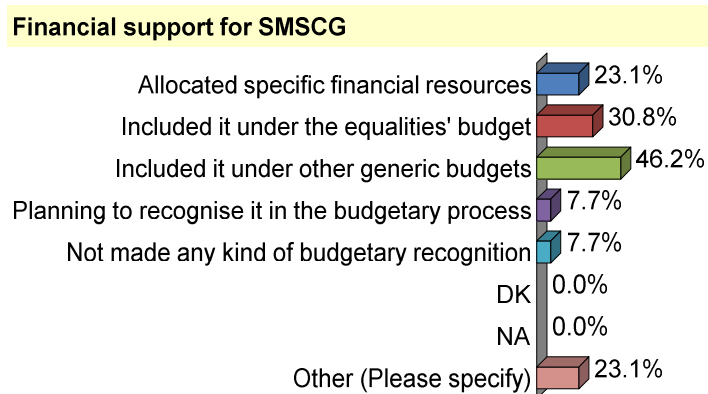 Financial support for SMSCG
Allocated specific financial resources 23.1%
Included it under the equalities' budget 30.8%
Included it under other generic budgets 46.2%
Planning to recognise it in the budgetary process 7.7%
Not made any kind of budgetary recognition 7.7%
DK 0.0%
NA 0.0%
Other (Please specify) 23.1%